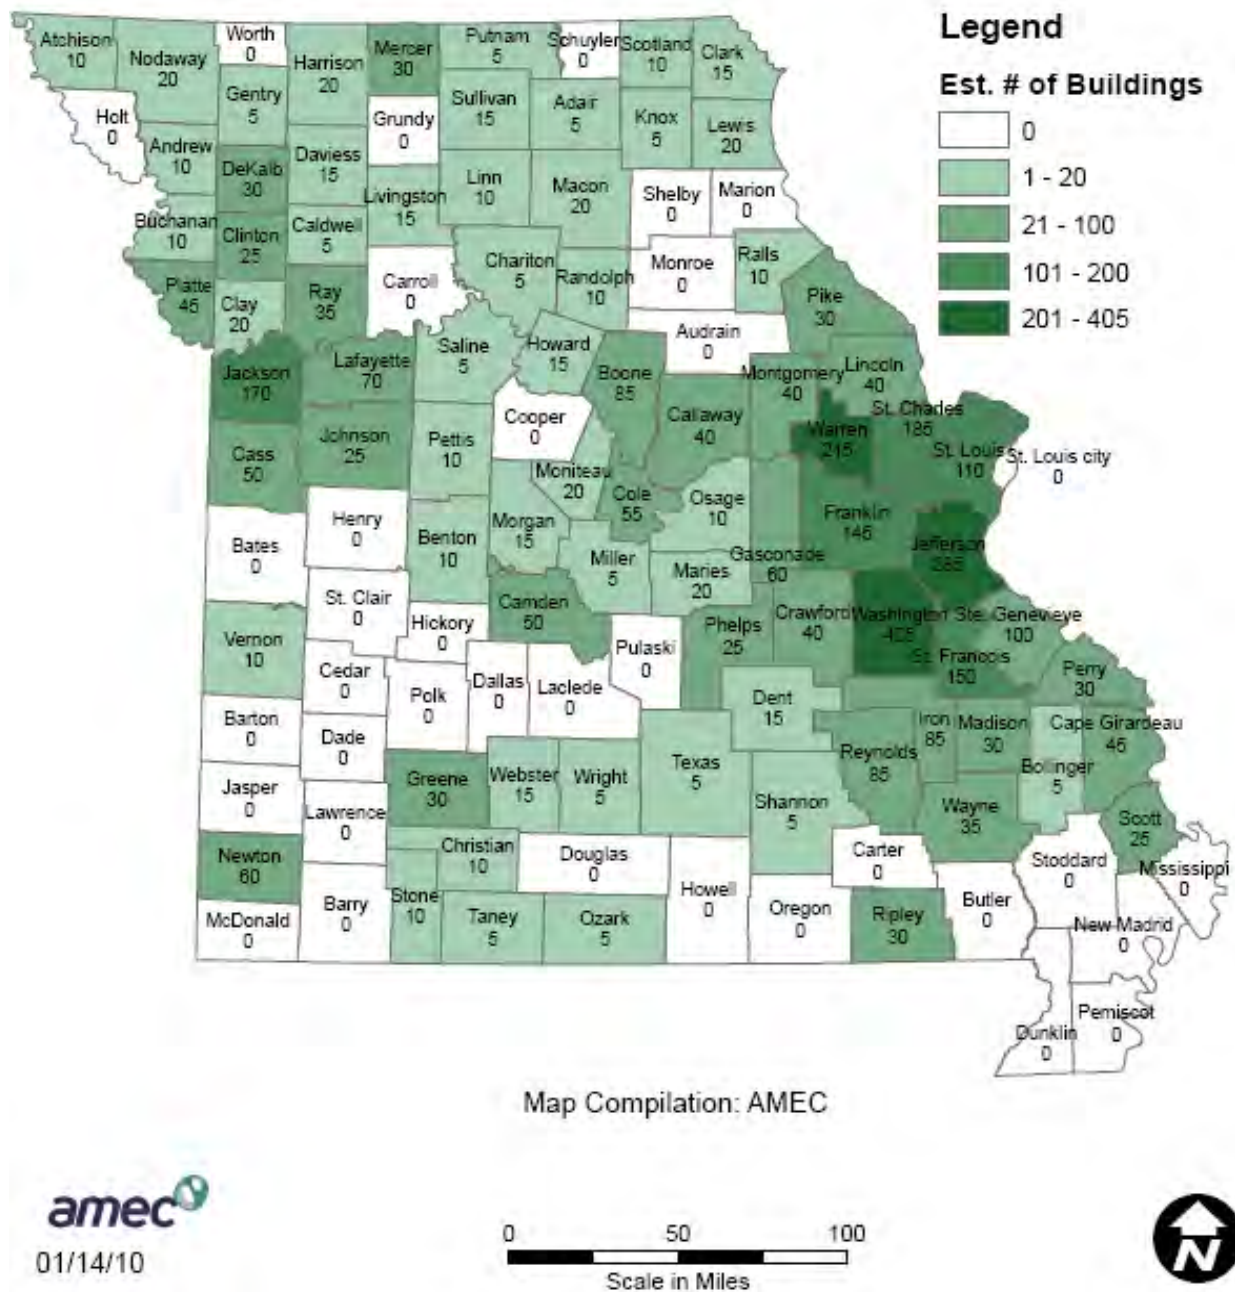 Legend
Est. # of Buildings
0
1 - 20
21 - 100
101 - 200
201 - 405
Atchison
10
Nodaway
20
Worth
0
Harrison
20
Mercer
30
Putnam
5
Schuyler
0
Scotland
10
Clark
15
Holt
0
Gentry
5
Grundy
0
Sullivan
15
Adair
5
Knox
5
Lewis
20
Andrew
10
DeKalb
30
Daviess
15
Livingston
15
Linn
10
Macon
20
Shelby
0
Marion
0
Buchanan
10
Clinton
25
Caldwell
5
Carroll
0
Chariton
5
Randolph
10
Monroe
0
Ralls
10
Platte
45
Clay
20
Ray
35
Pike
30
Audrain
0
Saline
5
Howard
15
Boone
85
Jackson
170
Lafayette
70
Montgomery
40
Lincoln
40
Callaway
40
Cooper
0
St. Charles
185
Warren
215
St. Louis
110
St. Louis city
0
Cass
50
Johnson
25
Pettis
10
Moniteau
20
Cole
55
Osage
10
Franklin
145
Henry
0
Morgan
15
Bates
0
Benton
10
Miller
5
Maries
20
Gasconade
60
Jefferson
285
St. Clair
0
Hickory
0
Camden
50
Pulaski
0
Phelps
25
Crawford
40
Washington
405
Ste. Genevieve
100
St. Francois
150
Perry
30
Vernon
10
Cedar
0
Polk
0
Dallas
0
Laclede
0
Dent
15
Barton
0
Dade
0
Iron
85
Madison
30
Cape Girardeau
45
Reynolds
85
Bollinger
5
Jasper
0
Greene
30
Webster
15
Wright
5
Texas
5
Shannon
5
Lawrence
0
Wayne
35
Scott
25
Newton
60
Christian
10
Douglas
0
Carter
0
Stoddard
0
Mississippi
0
McDonald
0
Barry
0
Stone
10
Taney
5
Ozark
5
Howell
0
Oregon
0
Ripley
30
Butler
0
New Madrid
0
Dunklin
0
Pemiscot
0
Map Compilation: AMEC
amec
01/14/10
0 50 100
Scale in Miles
N